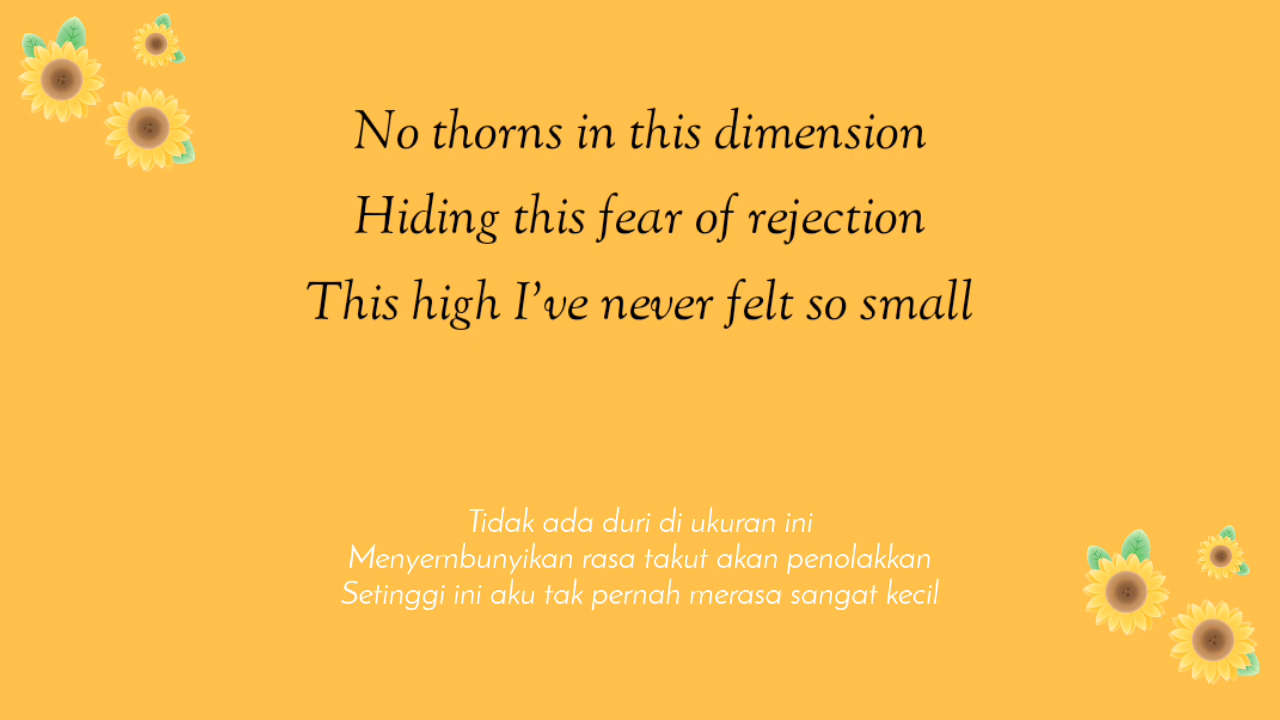 No thorns in this dimension
Hiding this fear of rejection
This high I’ve never felt so small
Tidak ada duri di ukuran ini
Menyembunyikan rasa takut akan penolakkan
Setinggi ini aku tak pernah merasa sangat kecil